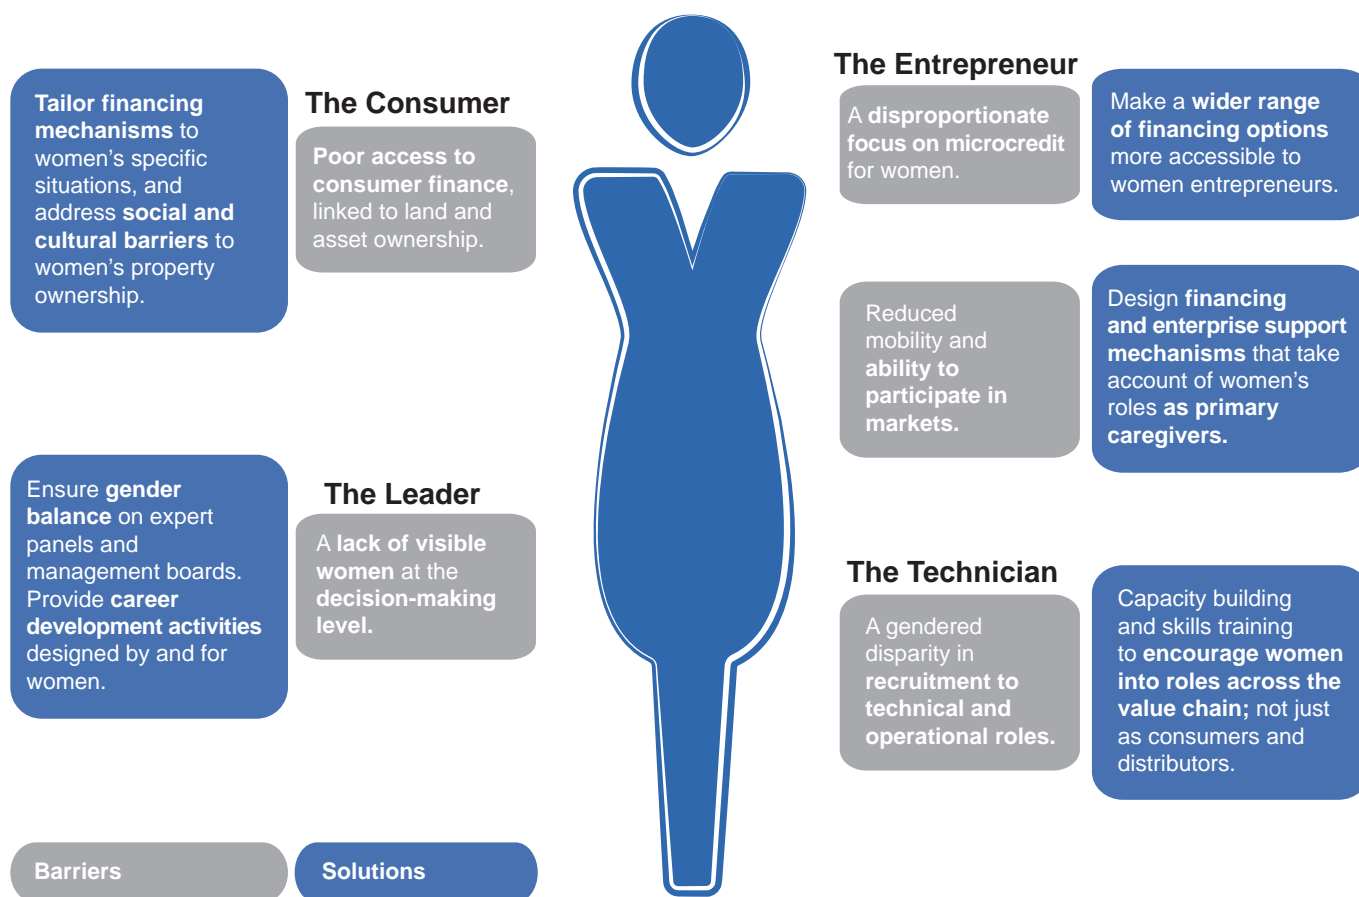 The Consumer
Tailor financing
mechanisms to
women’s specific
situations, and
address social and
cultural barriers to
women’s property
ownership.
Poor access to
consumer finance,
linked to land and
asset ownership.
The Leader
Ensure gender
balance on expert
panels and
management boards.
Provide career
development activities
designed by and for
women.
A lack of visible
women at the
decision-making
level.
The Entrepreneur
A disproportionate
focus on microcredit
for women.
Make a wider range
of financing options
more accessible to
women entrepreneurs.
Reduced
mobility and
ability to
participate in
markets.
Design financing
and enterprise support
mechanisms that take
account of women’s
roles as primary
caregivers.
The Technician
A gendered
disparity in
recruitment to
technical and
operational roles.
Capacity building
and skills training
to encourage women
into roles across the
value chain; not just
as consumers and
distributors.
Barriers
Solutions